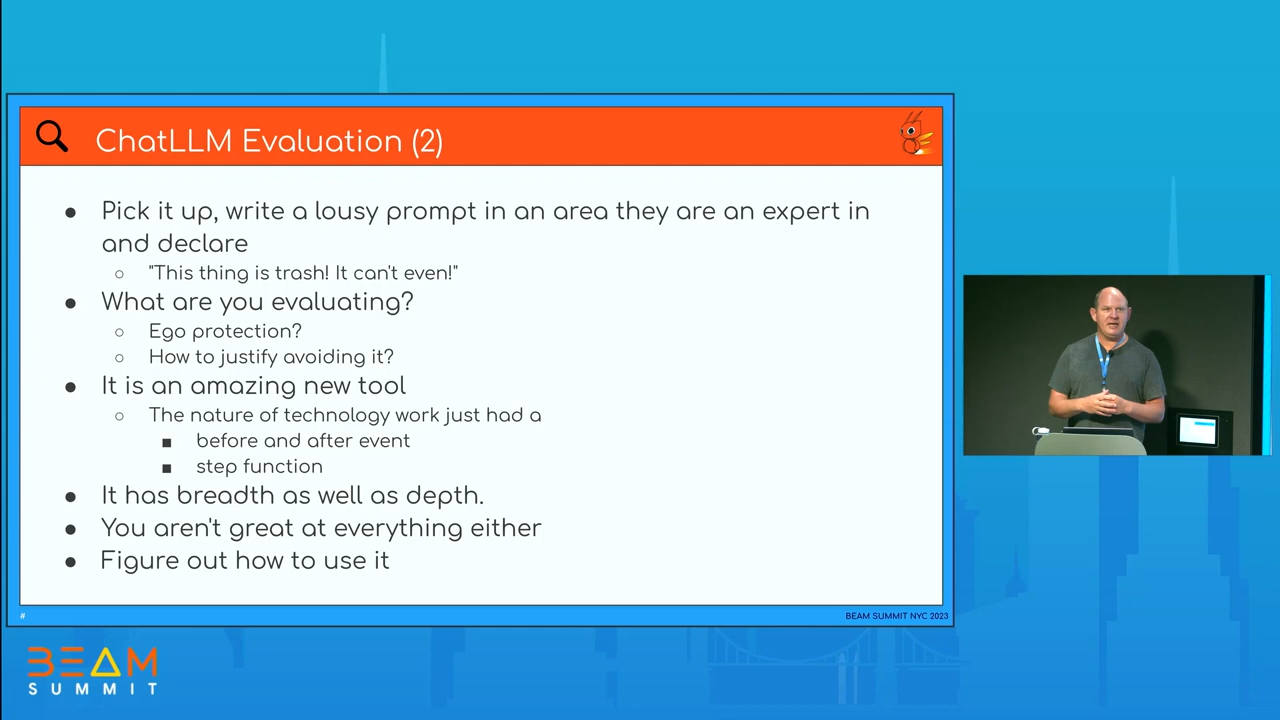 ChatLLM Evaluation (2)
● Pick it up, write a lousy prompt in an area they are an expert in
and declare
○ "This thing is trash! It can't even!"
● What are you evaluating?
○ Ego protection?
○ How to justify avoiding it?
● It is an amazing new tool
○ The nature of technology work just had a
■ before and after event
■ step function
● It has breadth as well as depth.
● You aren't great at everything either
● Figure out how to use it
#
BEAM SUMMIT NYC 2023
BEAM
SUMMIT